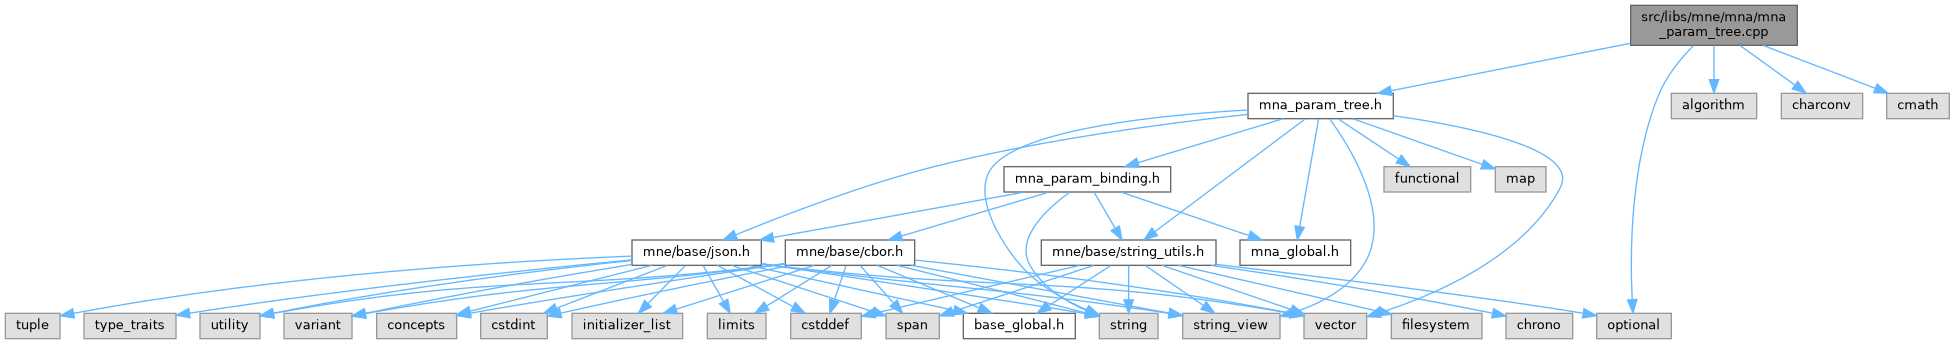 src/libs/mne/mna/mna
_param_tree.cpp
mna_param_tree.h
algorithm
charconv
cmath
mna_param_binding.h
functional
map
mne/base/json.h
mne/base/cbor.h
mne/base/string_utils.h
mna_global.h
tuple
type_traits
utility
variant
concepts
cstdint
initializer_list
limits
cstddef
span
base_global.h
string
string_view
vector
filesystem
chrono
optional